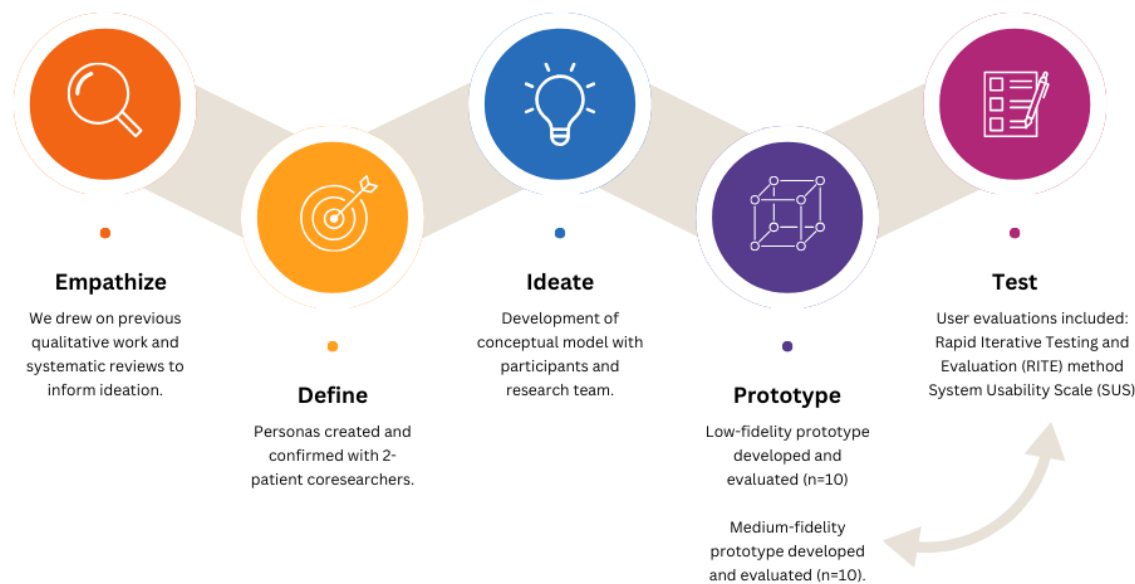 Empathize
We drew on previous
qualitative work and
systematic reviews to
inform ideation.
Define
Personas created and
confirmed with 2-
patient coresearchers.
Ideate
Development of
conceptual model with
participants and
research team.
Prototype
Low-fidelity prototype
developed and
evaluated (n=10)
Medium-fidelity
prototype developed
and evaluated (n=10).
Test
User evaluations included:
Rapid Iterative Testing and
Evaluation (RITE) method
System Usability Scale (SUS)